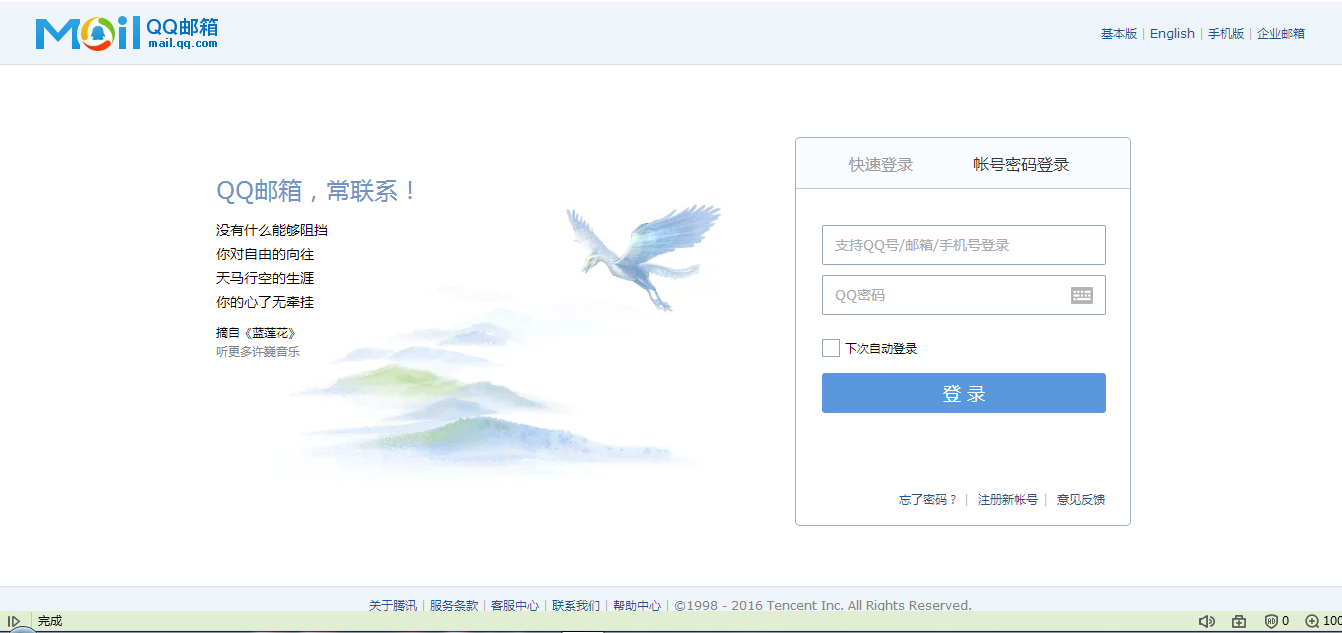 Mail QQ邮箱
mail.qq.com
基本版 | English | 手机版 | 企业邮箱
QQ邮箱，常联系！
没有什么能够阻挡
你对自由的向往
天马行空的生涯
你的心了无牵挂
摘自《蓝莲花》
听更多许巍音乐
快速登录 帐号密码登录
支持QQ号/邮箱/手机号登录
QQ密码
下次自动登录
登 录
忘了密码？ | 注册新帐号 | 意见反馈
关于腾讯 | 服务条款 | 客服中心 | 联系我们 | 帮助中心 | ©1998 - 2016 Tencent Inc. All Rights Reserved.
完成
0